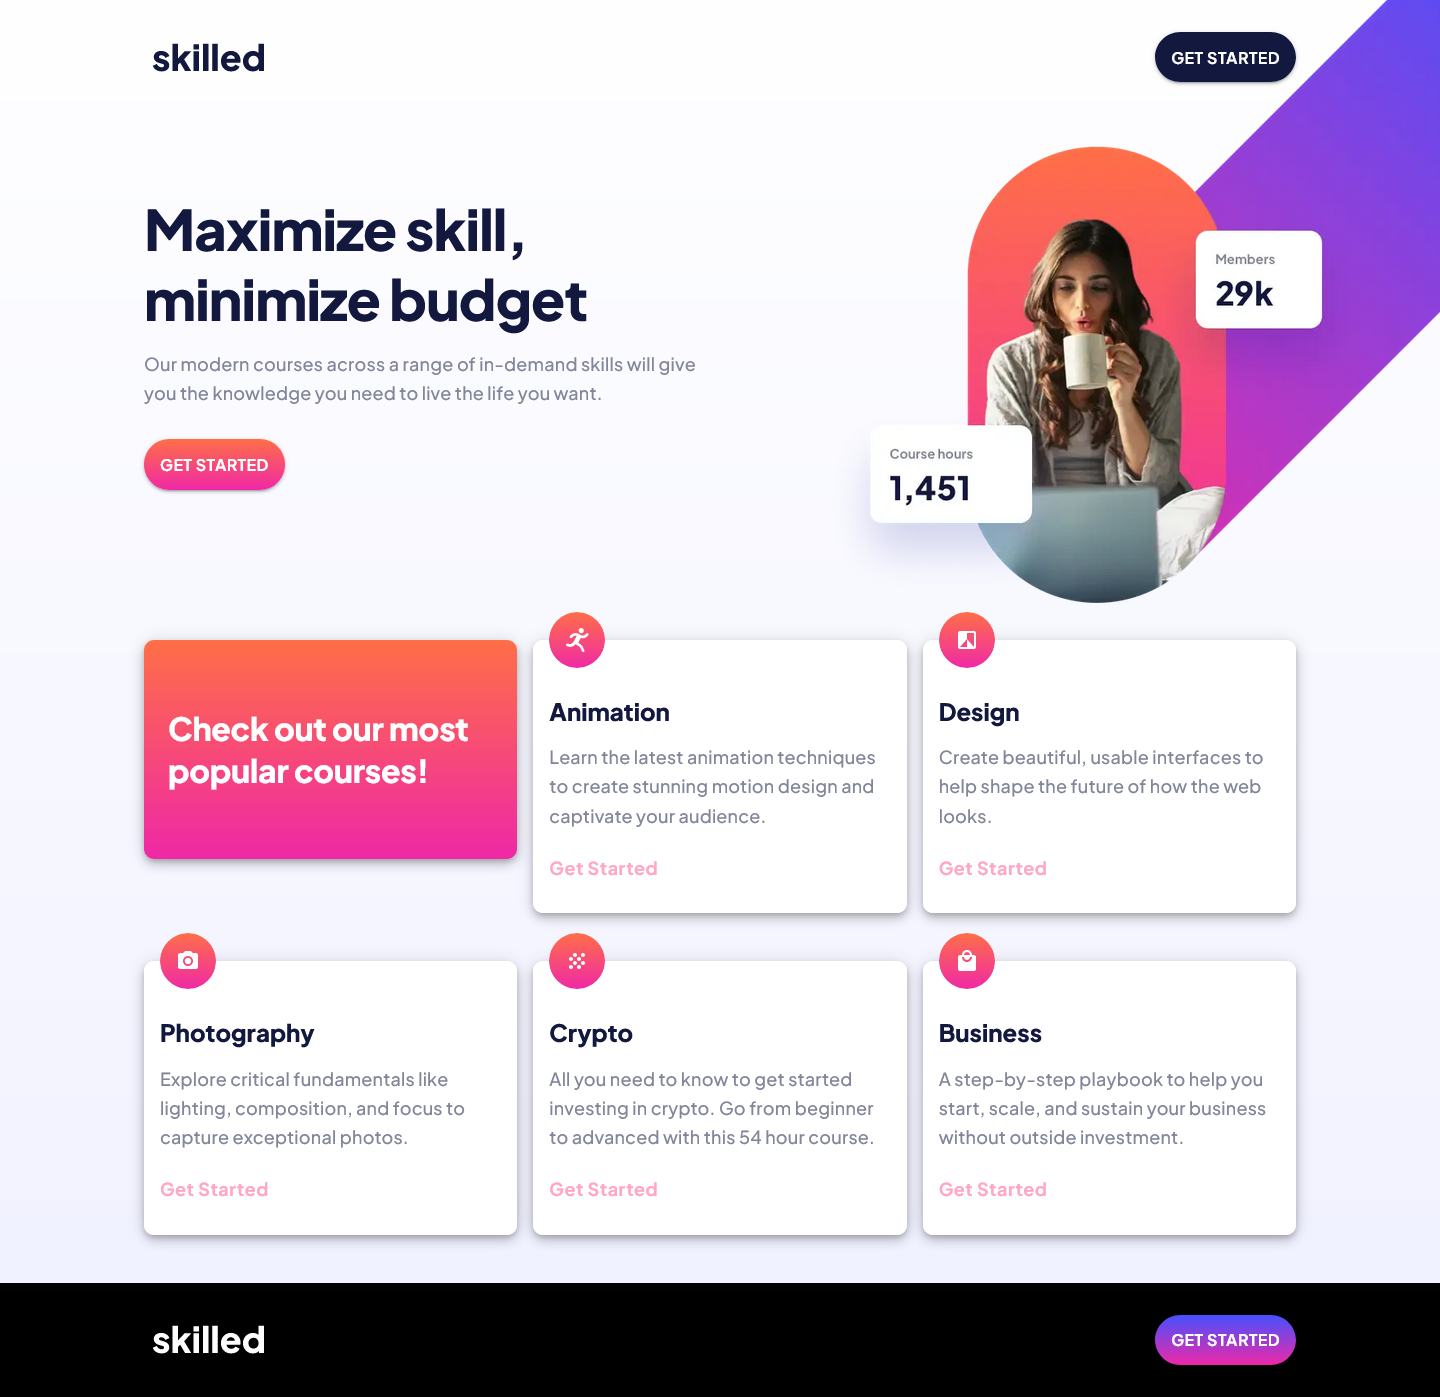 skilled
GET STARTED
Maximize skill,
minimize budget
Our modern courses across a range of in-demand skills will give
you the knowledge you need to live the life you want.
GET STARTED
Members
29k
Course hours
1,451
Check out our most
popular courses!
Animation
Learn the latest animation techniques
to create stunning motion design and
captivate your audience.
Get Started
Design
Create beautiful, usable interfaces to
help shape the future of how the web
looks.
Get Started
Photography
Explore critical fundamentals like
lighting, composition, and focus to
capture exceptional photos.
Get Started
Crypto
All you need to know to get started
investing in crypto. Go from beginner
to advanced with this 54 hour course.
Get Started
Business
A step-by-step playbook to help you
start, scale, and sustain your business
without outside investment.
Get Started
skilled
GET STARTED